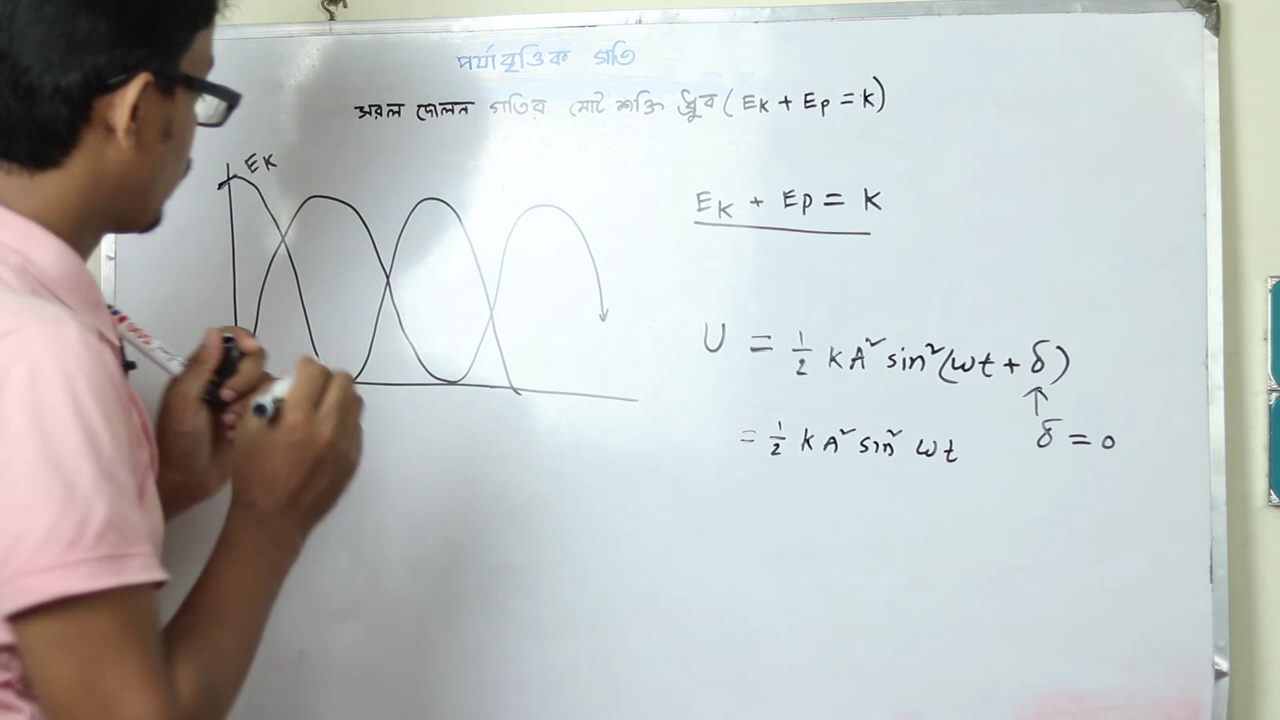 পর্যাবৃত্তিক গতি
সরল দোলন গতির মোট শক্তি ধ্রুব (EK + Ep = K)
EK
EK + EP = K
U = 1/2 KA² sin² (ωt + δ)
= 1/2 KA² sin² ωt
δ = 0